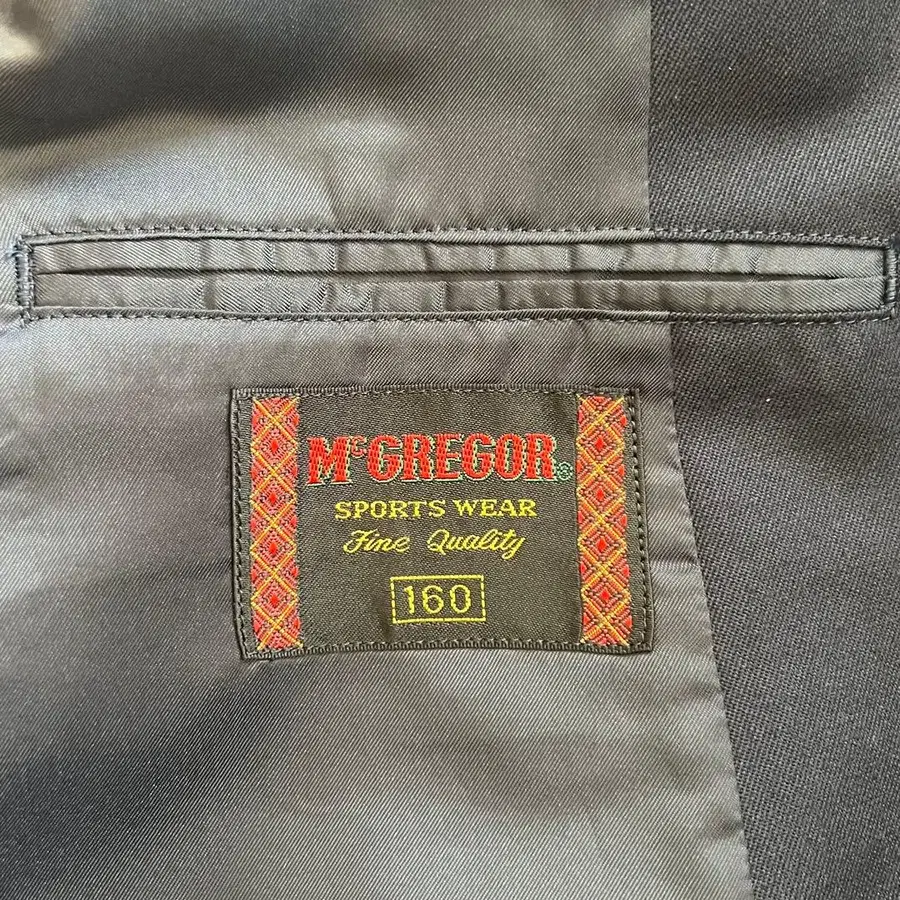 McGREGOR®
SPORTS WEAR
Fine Quality
160